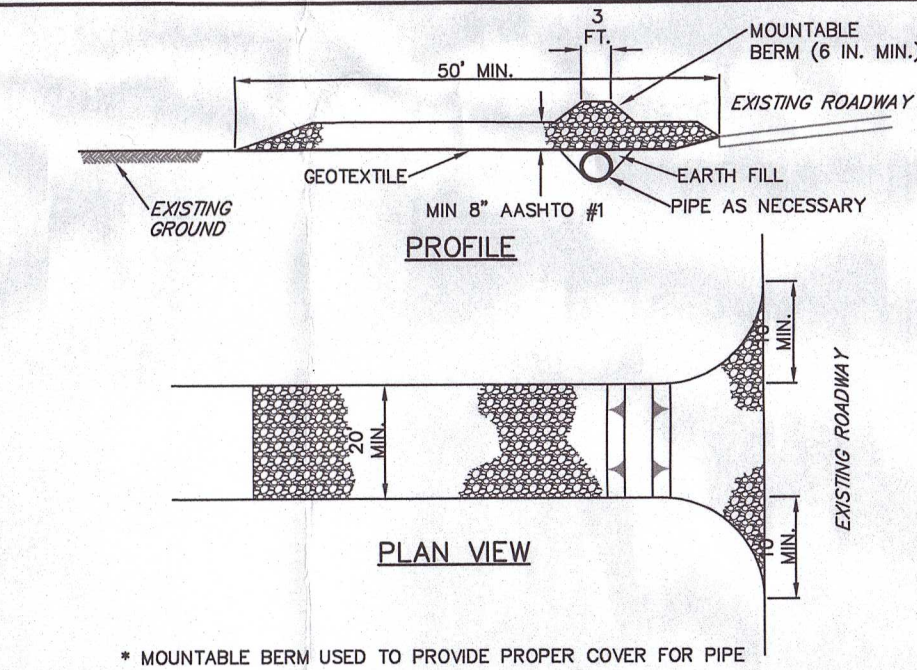 3
FT.
MOUNTABLE
BERM (6 IN. MIN.)
50' MIN.
EXISTING ROADWAY
GEOTEXTILE
EARTH FILL
EXISTING
GROUND
MIN 8" AASHTO #1
PIPE AS NECESSARY
PROFILE
10'
MIN.
20'
MIN.
EXISTING ROADWAY
10'
MIN.
PLAN VIEW
* MOUNTABLE BERM USED TO PROVIDE PROPER COVER FOR PIPE